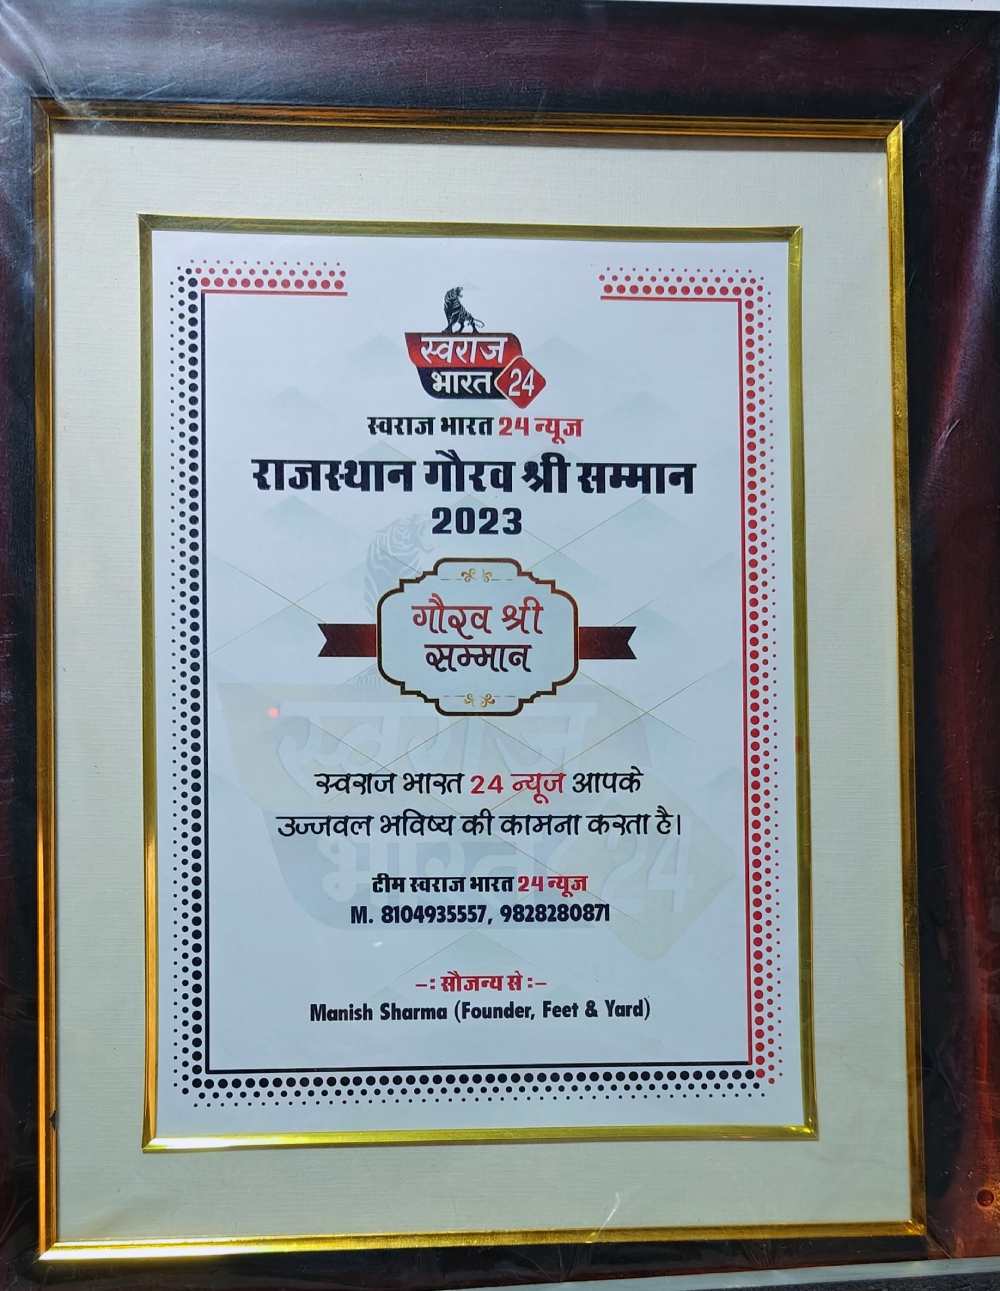 स्वराज
भारत 24
स्वराज भारत 24 न्यूज
राजस्थान गौरव श्री सम्मान
2023
गौरव श्री
सम्मान
स्वराज भारत 24 न्यूज आपके
उज्जवल भविष्य की कामना करता है।
टीम स्वराज भारत 24 न्यूज
M. 8104935557, 9828280871
-: सौजन्य से :-
Manish Sharma (Founder, Feet & Yard)